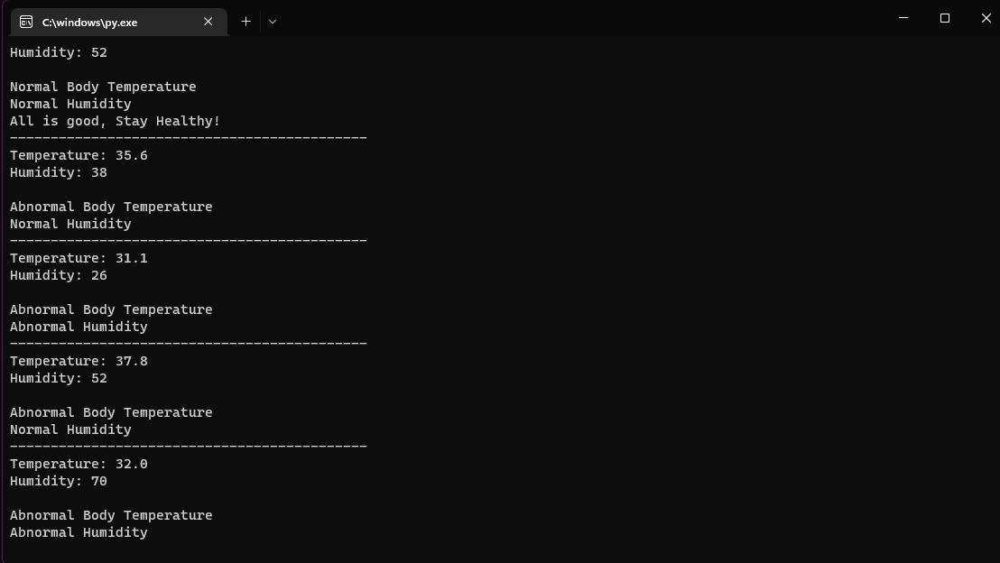 C:\windows\py.exe
Humidity: 52
Normal Body Temperature
Normal Humidity
All is good, Stay Healthy!
--------------------------------------------
Temperature: 35.6
Humidity: 38
Abnormal Body Temperature
Normal Humidity
--------------------------------------------
Temperature: 31.1
Humidity: 26
Abnormal Body Temperature
Abnormal Humidity
--------------------------------------------
Temperature: 37.8
Humidity: 52
Abnormal Body Temperature
Normal Humidity
--------------------------------------------
Temperature: 32.0
Humidity: 70
Abnormal Body Temperature
Abnormal Humidity